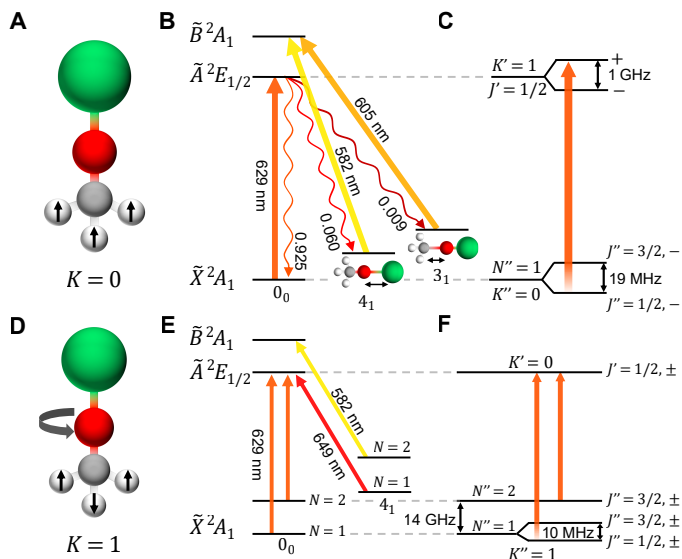 A
K = 0
B
B̃ ²A₁
Ã ²E₁/₂
X̃ ²A₁
629 nm
0.925
0.060
582 nm
0.009
605 nm
0₀
4₁
3₁
C
K′ = 1
J′ = 1/2
+
1 GHz
−
N″ = 1
K″ = 0
J″ = 3/2, −
19 MHz
J″ = 1/2, −
D
K = 1
E
B̃ ²A₁
Ã ²E₁/₂
X̃ ²A₁
629 nm
582 nm
649 nm
N = 2
N = 1
4₁
N = 2
N = 1
0₀
F
K′ = 0
J′ = 1/2, ±
N″ = 2
J″ = 3/2, ±
14 GHz
N″ = 1
10 MHz
J″ = 3/2, ±
J″ = 1/2, ±
K″ = 1